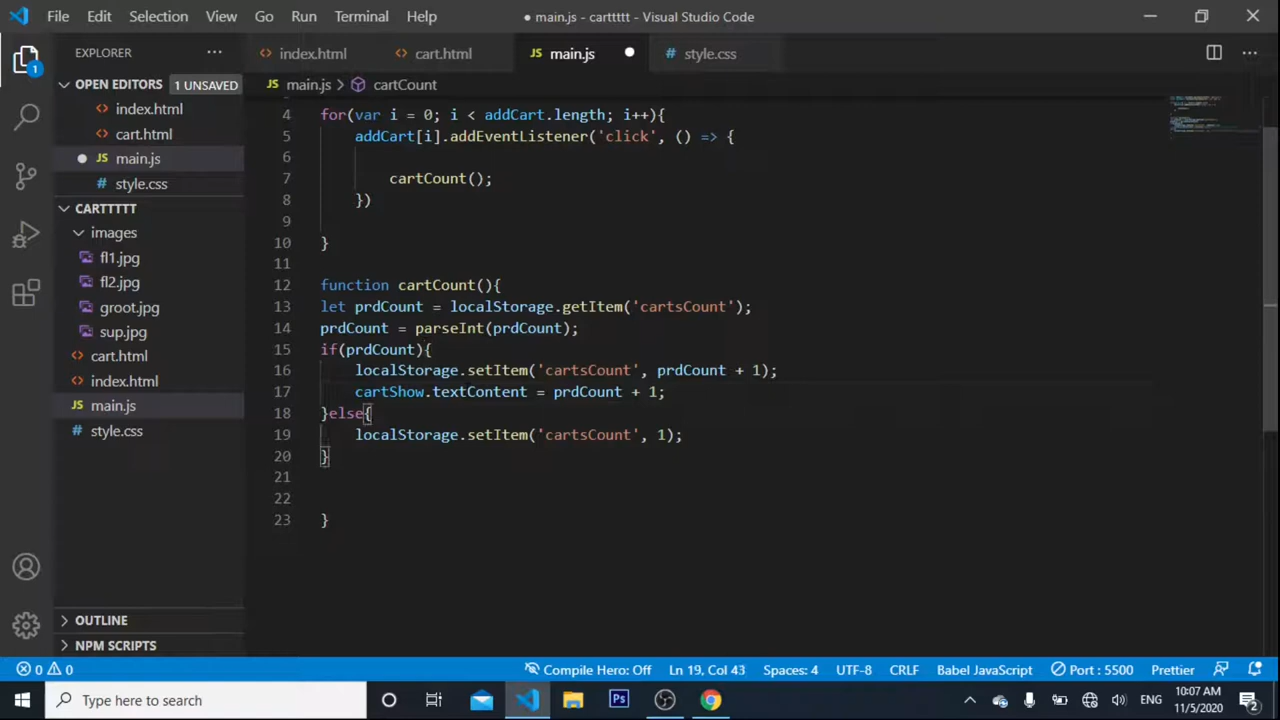 File Edit Selection View Go Run Terminal Help
● main.js - carttttt - Visual Studio Code
EXPLORER ···
index.html
cart.html
JS main.js
# style.css
OPEN EDITORS 1 UNSAVED
index.html
cart.html
JS main.js
# style.css
JS main.js > cartCount
CARTTTTT
images
fl1.jpg
fl2.jpg
groot.jpg
sup.jpg
cart.html
index.html
JS main.js
# style.css
OUTLINE
NPM SCRIPTS
1
4 for(var i = 0; i < addCart.length; i++){
5 addCart[i].addEventListener('click', () => {
6
7 cartCount();
8 })
9
10 }
11
12 function cartCount(){
13 let prdCount = localStorage.getItem('cartsCount');
14 prdCount = parseInt(prdCount);
15 if(prdCount){
16 localStorage.setItem('cartsCount', prdCount + 1);
17 cartShow.textContent = prdCount + 1;
18 }else{
19 localStorage.setItem('cartsCount', 1);
20 }
21
22
23 }
0 0 Compile Hero: Off Ln 19, Col 43 Spaces: 4 UTF-8 CRLF Babel JavaScript Port : 5500 Prettier
Type here to search
Ps
ENG
10:07 AM
11/5/2020
2